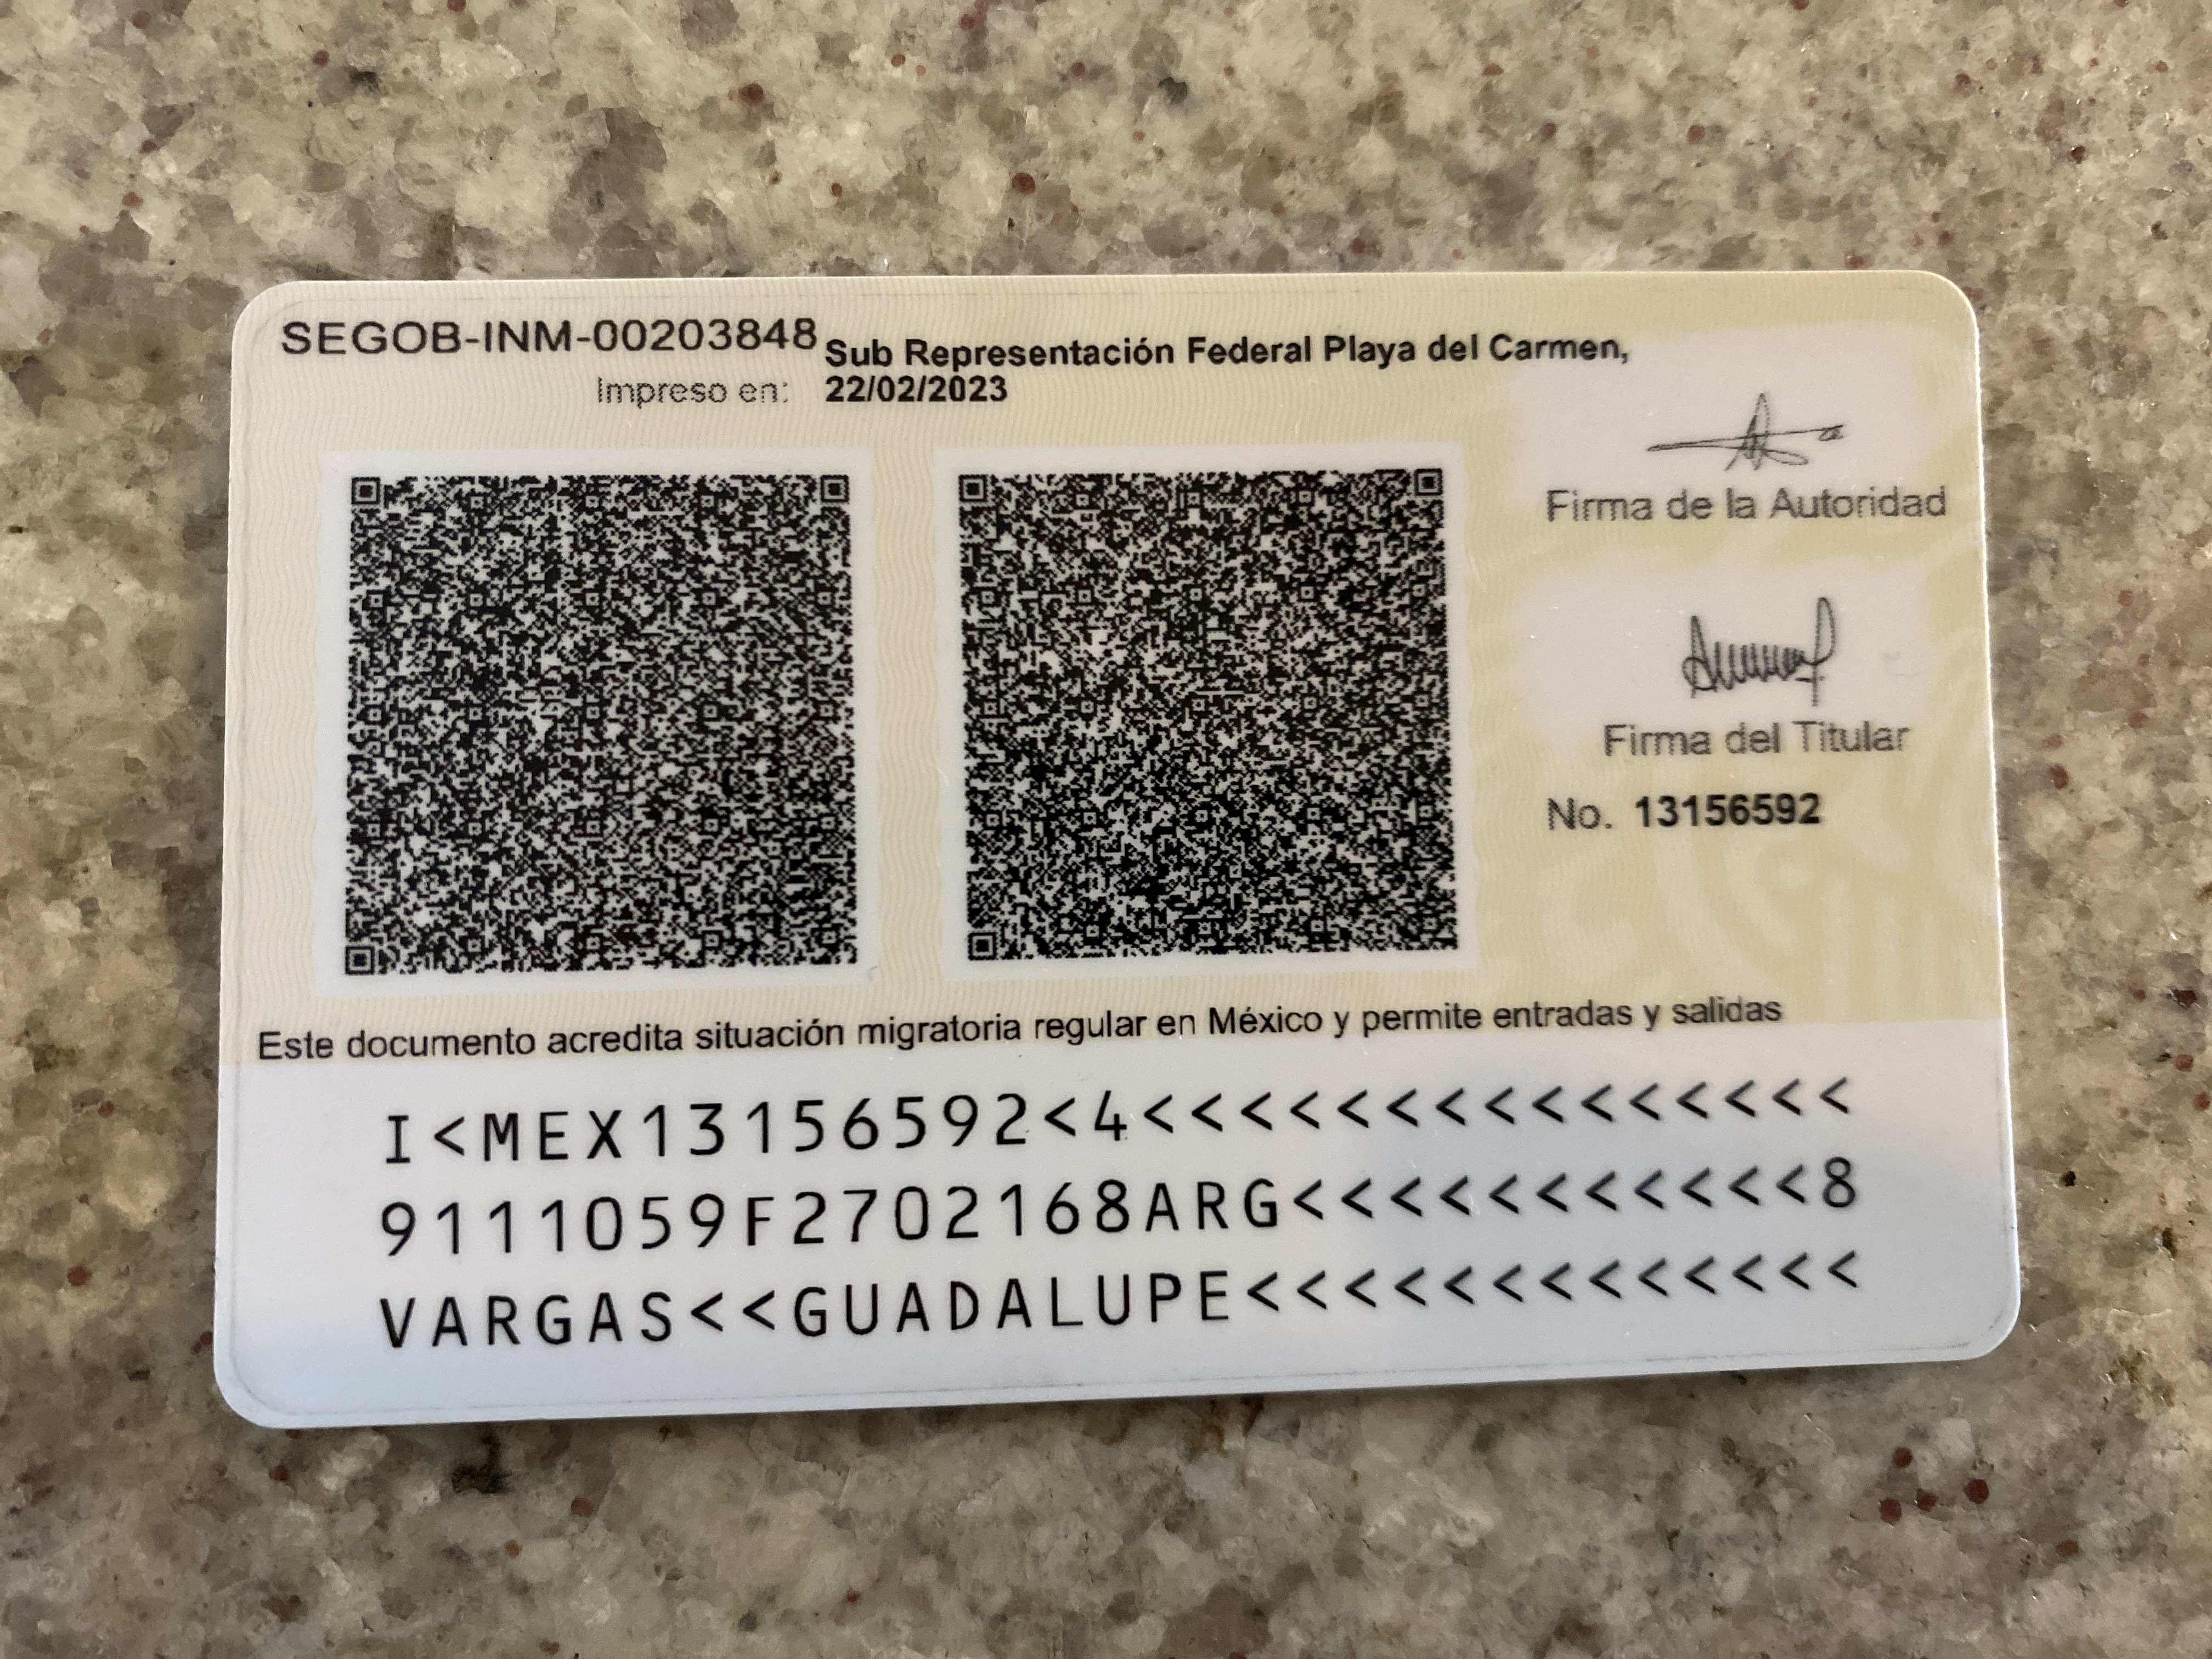 SEGOB-INM-00203848
Sub Representación Federal Playa del Carmen,
Impreso en: 22/02/2023
Firma de la Autoridad
Firma del Titular
No. 13156592
Este documento acredita situación migratoria regular en México y permite entradas y salidas
I<MEX13156592<4<<<<<<<<<<<<<<<
9111059F2702168ARG<<<<<<<<<<<8
VARGAS<<GUADALUPE<<<<<<<<<<<<<